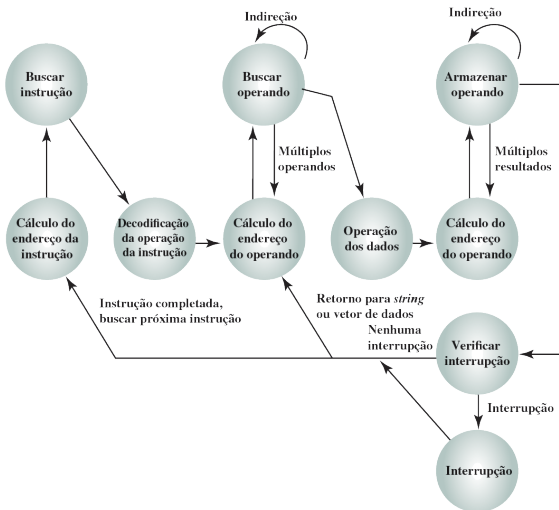 Indireção
Indireção
Buscar
instrução
Buscar
operando
Armazenar
operando
Múltiplos
operandos
Múltiplos
resultados
Cálculo do
endereço da
instrução
Decodificação
da operação
da instrução
Cálculo do
endereço
do operando
Operação
dos dados
Cálculo do
endereço
do operando
Instrução completada,
buscar próxima instrução
Retorno para string
ou vetor de dados
Nenhuma
interrupção
Verificar
interrupção
Interrupção
Interrupção